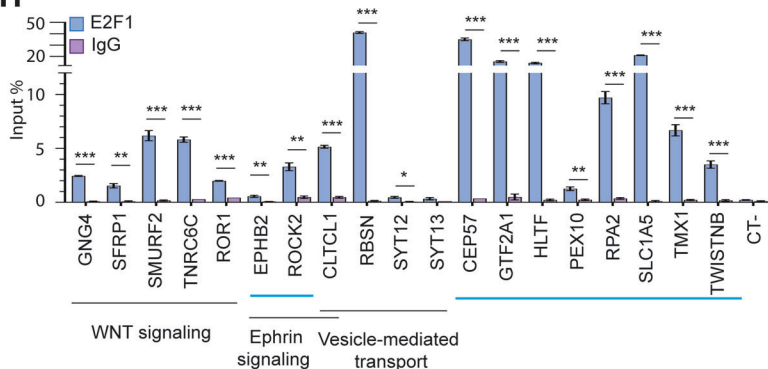 50
20
10
5
0
Input %
E2F1
IgG
***
**
***
***
***
**
**
***
***
*
***
***
***
**
***
***
***
***
GNG4
SFRP1
SMURF2
TNRC6C
ROR1
EPHB2
ROCK2
CLTCL1
RBSN
SYT12
SYT13
CEP57
GTF2A1
HLTF
PEX10
RPA2
SLC1A5
TMX1
TWISTNB
CT-
WNT signaling
Ephrin
signaling
Vesicle-mediated
transport